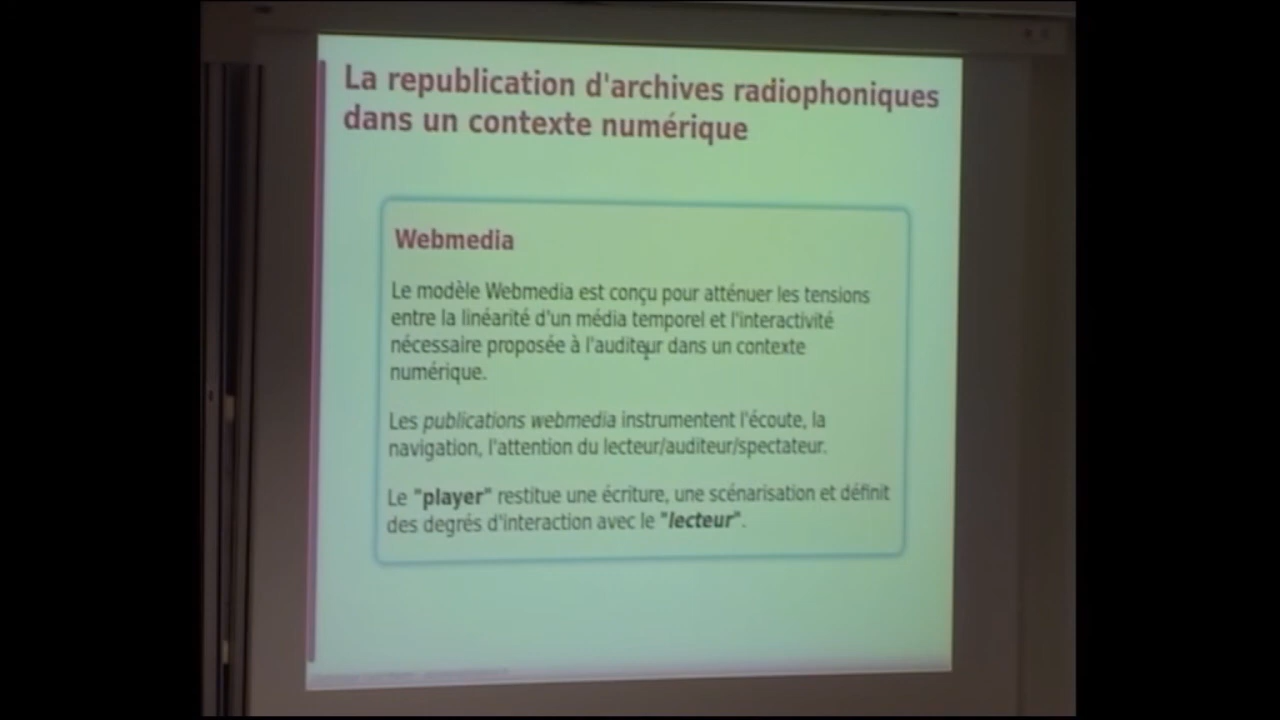 La republication d'archives radiophoniques
dans un contexte numérique
Webmedia
Le modèle Webmedia est conçu pour atténuer les tensions
entre la linéarité d'un média temporel et l'interactivité
nécessaire proposée à l'auditeur dans un contexte
numérique.
Les publications webmedia instrumentent l'écoute, la
navigation, l'attention du lecteur/auditeur/spectateur.
Le "player" restitue une écriture, une scénarisation et définit
des degrés d'interaction avec le "lecteur".